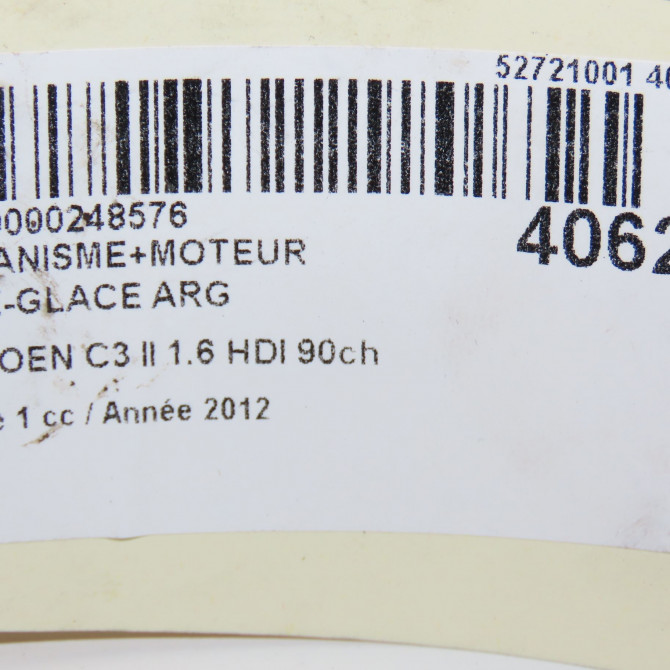 52721001 40
0000248576
4062
ANISME+MOTEUR
-GLACE ARG
OEN C3 II 1.6 HDI 90ch
e 1 cc / Année 2012